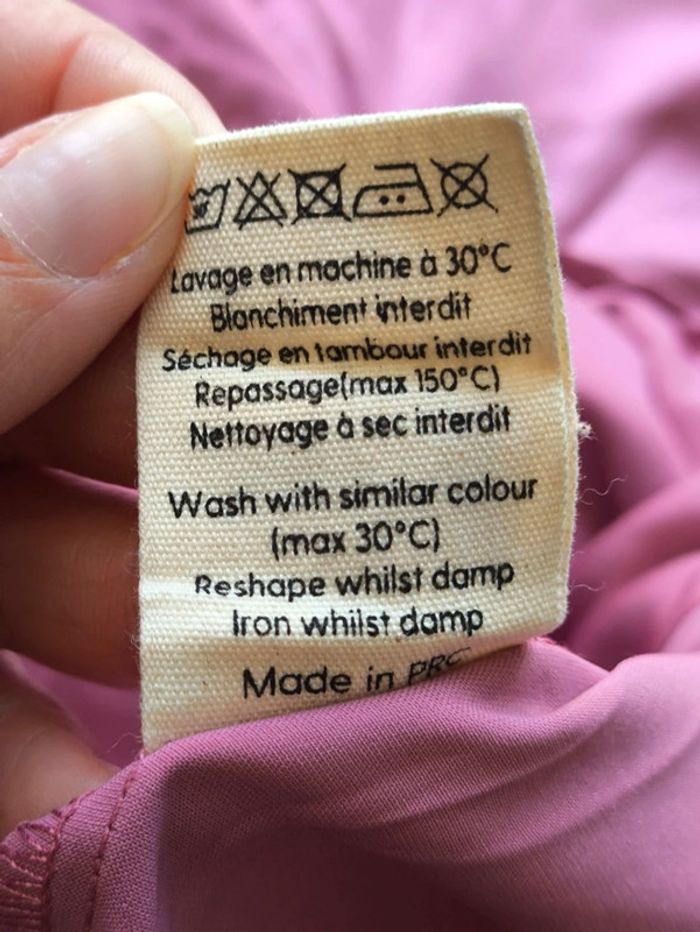 Lavage en machine à 30°C
Blanchiment interdit
Séchage en tambour interdit
Repassage(max 150°C)
Nettoyage à sec interdit
Wash with similar colour
(max 30°C)
Reshape whilst damp
Iron whilst damp
Made in PRC